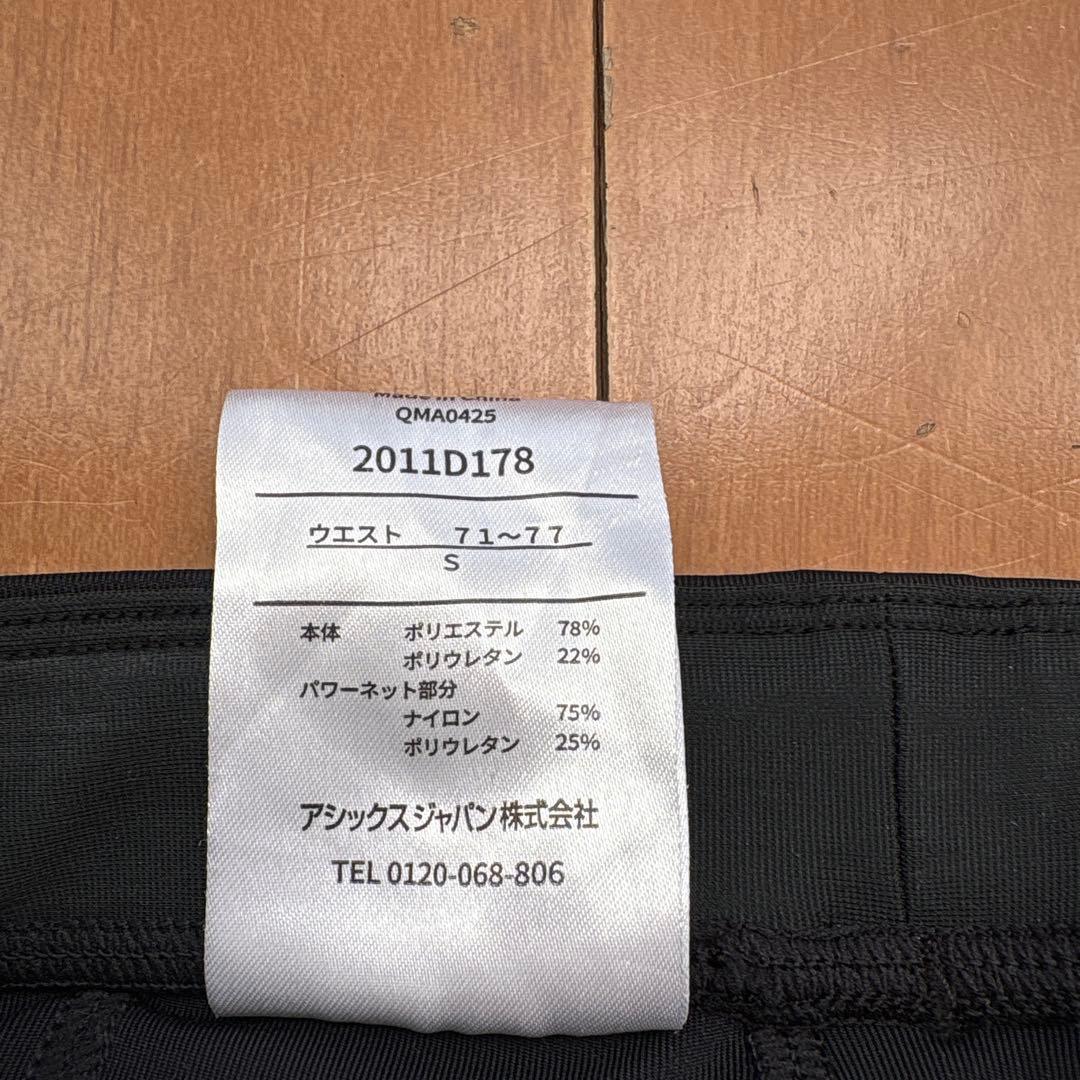 Made in China
QMA0425
2011D178
ウエスト　７１～７７
S
本体 ポリエステル 78%
ポリウレタン 22%
パワーネット部分
ナイロン 75%
ポリウレタン 25%
アシックスジャパン株式会社
TEL 0120-068-806